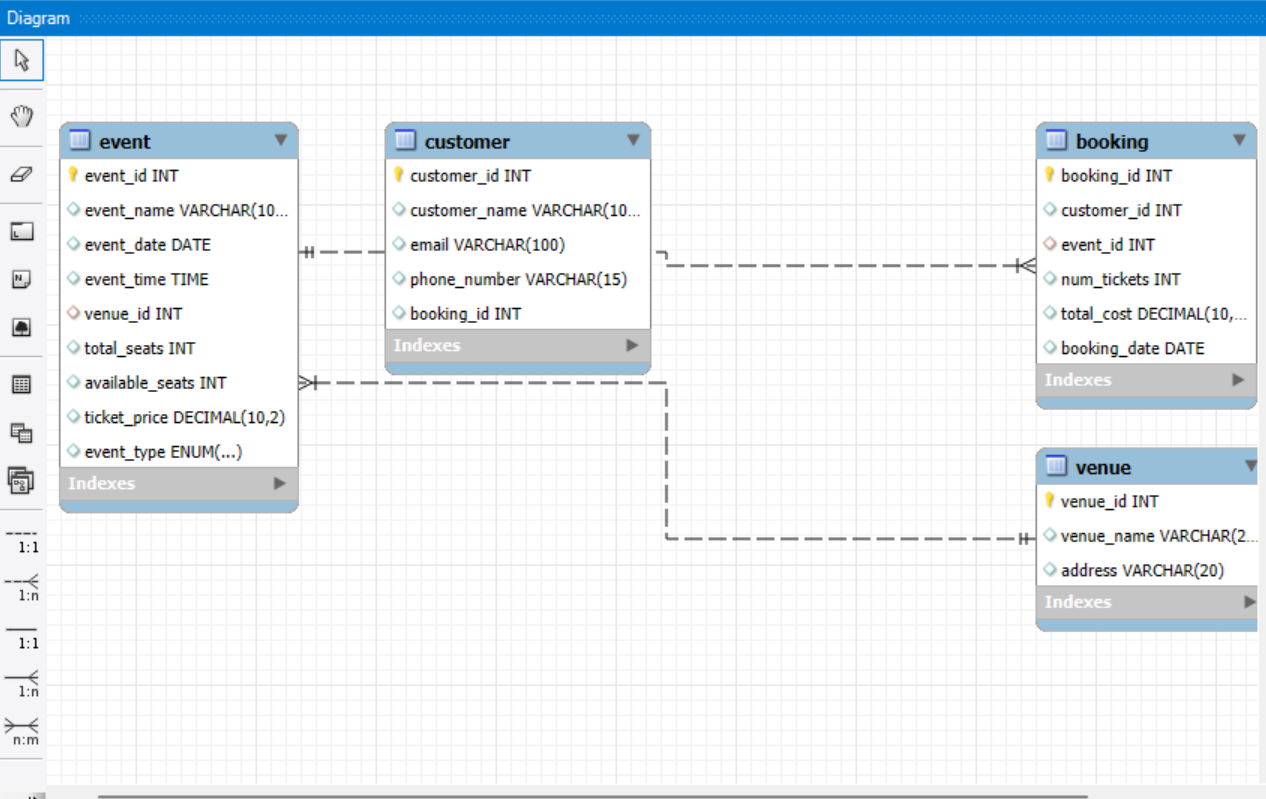 Diagram
event
event_id INT
event_name VARCHAR(10...
event_date DATE
event_time TIME
venue_id INT
total_seats INT
available_seats INT
ticket_price DECIMAL(10,2)
event_type ENUM(...)
Indexes
customer
customer_id INT
customer_name VARCHAR(10...
email VARCHAR(100)
phone_number VARCHAR(15)
booking_id INT
Indexes
booking
booking_id INT
customer_id INT
event_id INT
num_tickets INT
total_cost DECIMAL(10,...
booking_date DATE
Indexes
venue
venue_id INT
venue_name VARCHAR(2...
address VARCHAR(20)
Indexes
1:1
1:n
1:1
1:n
n:m